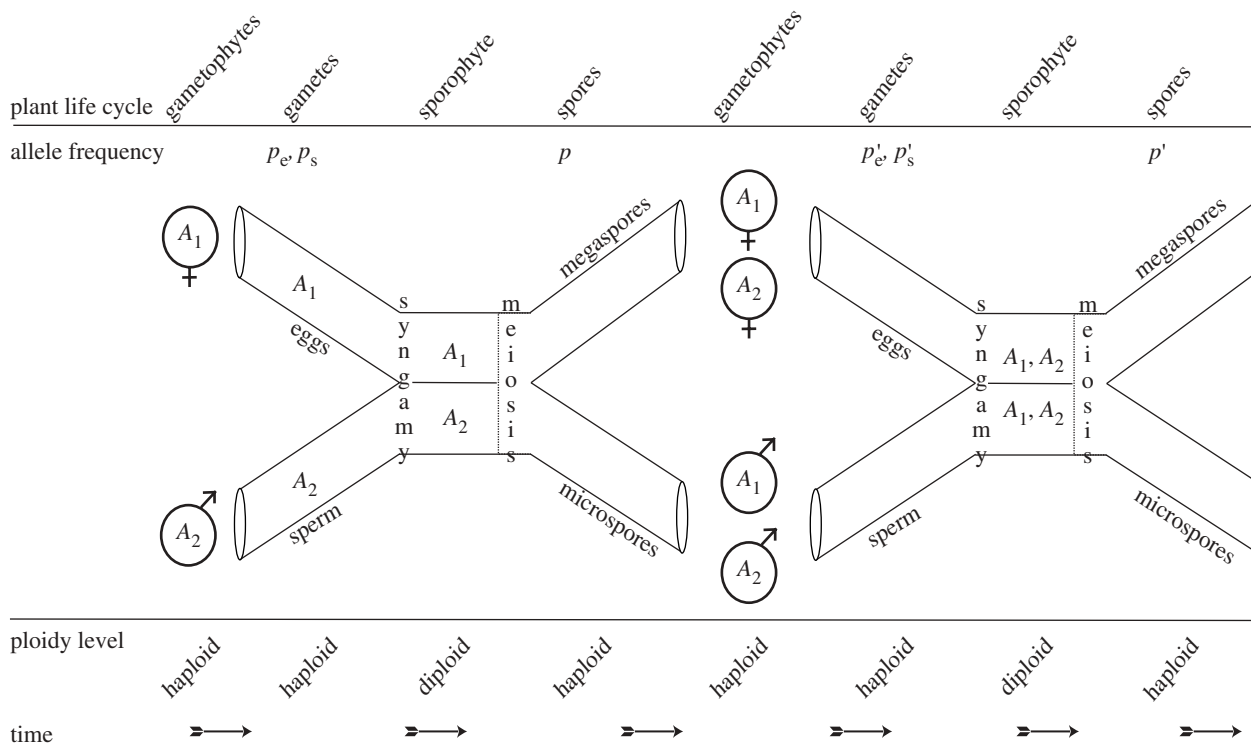 plant life cycle gametophytes gametes sporophyte spores gametophytes gametes sporophyte spores
allele frequency pₑ, pₛ p p'ₑ, p'ₛ p'
A₁ ♀
A₁
eggs
A₂ ♂
A₂
sperm
syngamy
A₁
A₂
meiosis
megaspores
microspores
A₁ ♀
A₂ ♀
A₁ ♂
A₂ ♂
eggs
sperm
syngamy
A₁, A₂
A₁, A₂
meiosis
megaspores
microspores
ploidy level haploid haploid diploid haploid haploid haploid diploid haploid
time